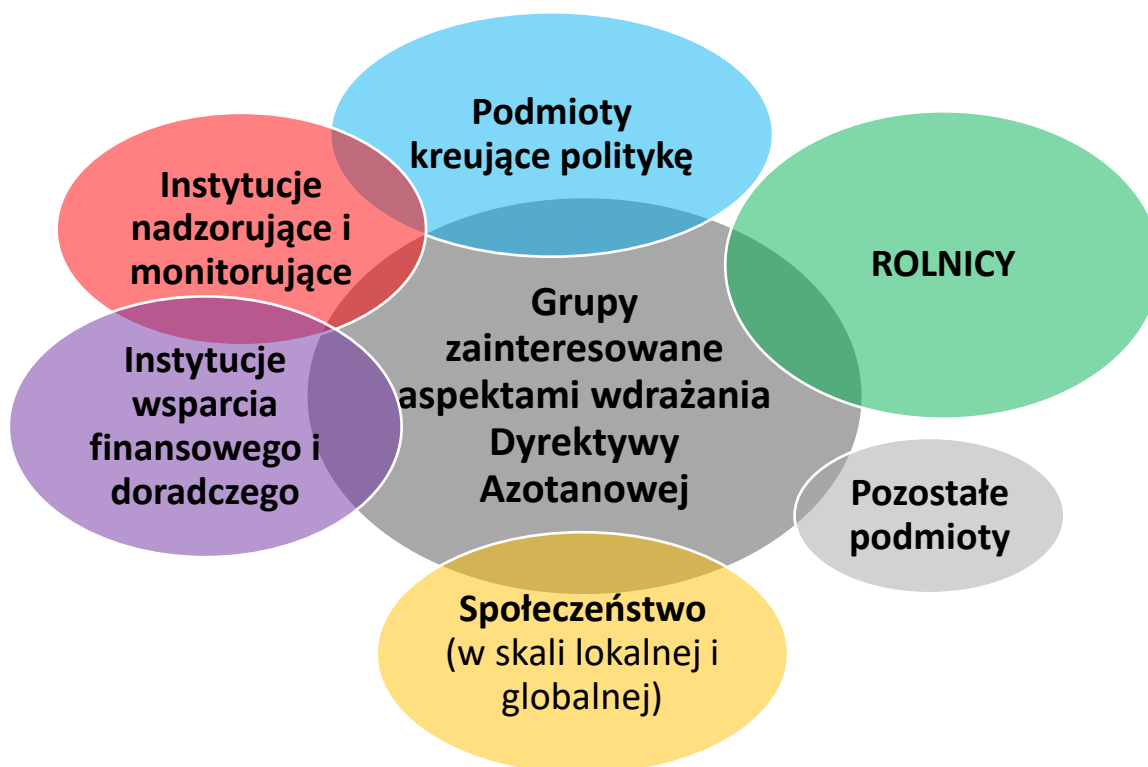 Podmioty
kreujące politykę
Instytucje
nadzorujące i
monitorujące
ROLNICY
Grupy
zainteresowane
aspektami wdrażania
Dyrektywy
Azotanowej
Instytucje
wsparcia
finansowego i
doradczego
Pozostałe
podmioty
Społeczeństwo
(w skali lokalnej i
globalnej)